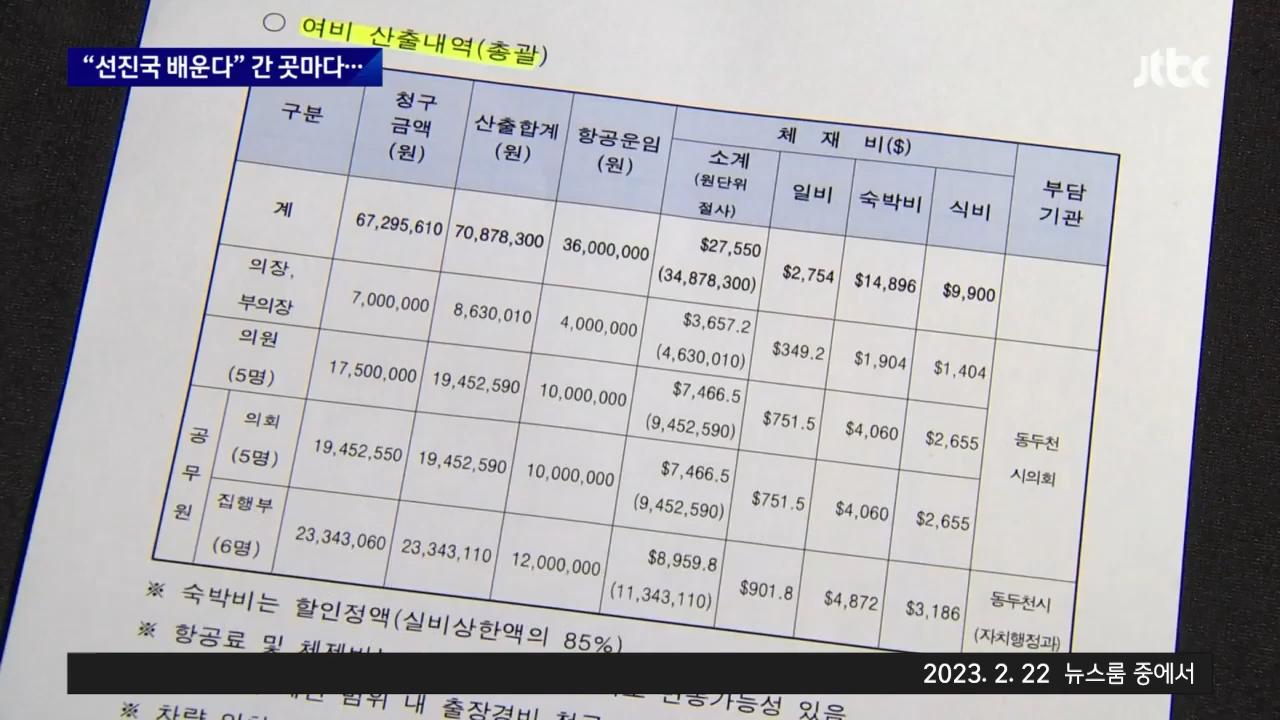 ○ 여비 산출내역(총괄)
“선진국 배운다” 간 곳마다…
jtbc
구분 청구 금액 (원) 산출합계 (원) 항공운임 (원) 체 재 비($) 부담 기관
소계 (원단위 절사) 일비 숙박비 식비
계 67,295,610 70,878,300 36,000,000 $27,550 (34,878,300) $2,754 $14,896 $9,900
의장, 부의장 7,000,000 8,630,010 4,000,000 $3,657.2 (4,630,010) $349.2 $1,904 $1,404 동두천 시의회
의원 (5명) 17,500,000 19,452,590 10,000,000 $7,466.5 (9,452,590) $751.5 $4,060 $2,655
공무원 의회 (5명) 19,452,550 19,452,590 10,000,000 $7,466.5 (9,452,590) $751.5 $4,060 $2,655
집행부 (6명) 23,343,060 23,343,110 12,000,000 $8,959.8 (11,343,110) $901.8 $4,872 $3,186 동두천시 (자치행정과)
※ 숙박비는 할인정액(실비상한액의 85%)
※ 항공료 및
범위 내 출장경비
있음
※ 차량
2023. 2. 22 뉴스룸 중에서